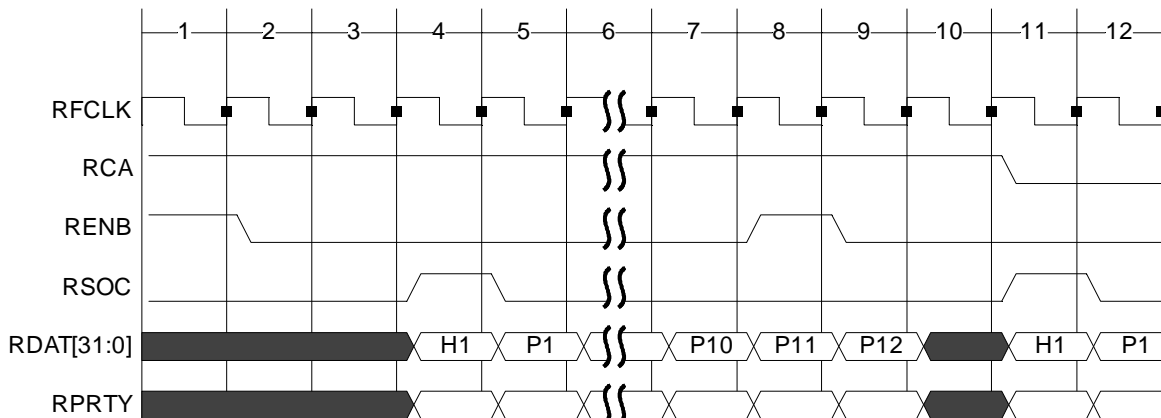 1 2 3 4 5 6 7 8 9 10 11 12
RFCLK
RCA
RENB
RSOC
RDAT[31:0] H1 P1 P10 P11 P12 H1 P1
RPRTY